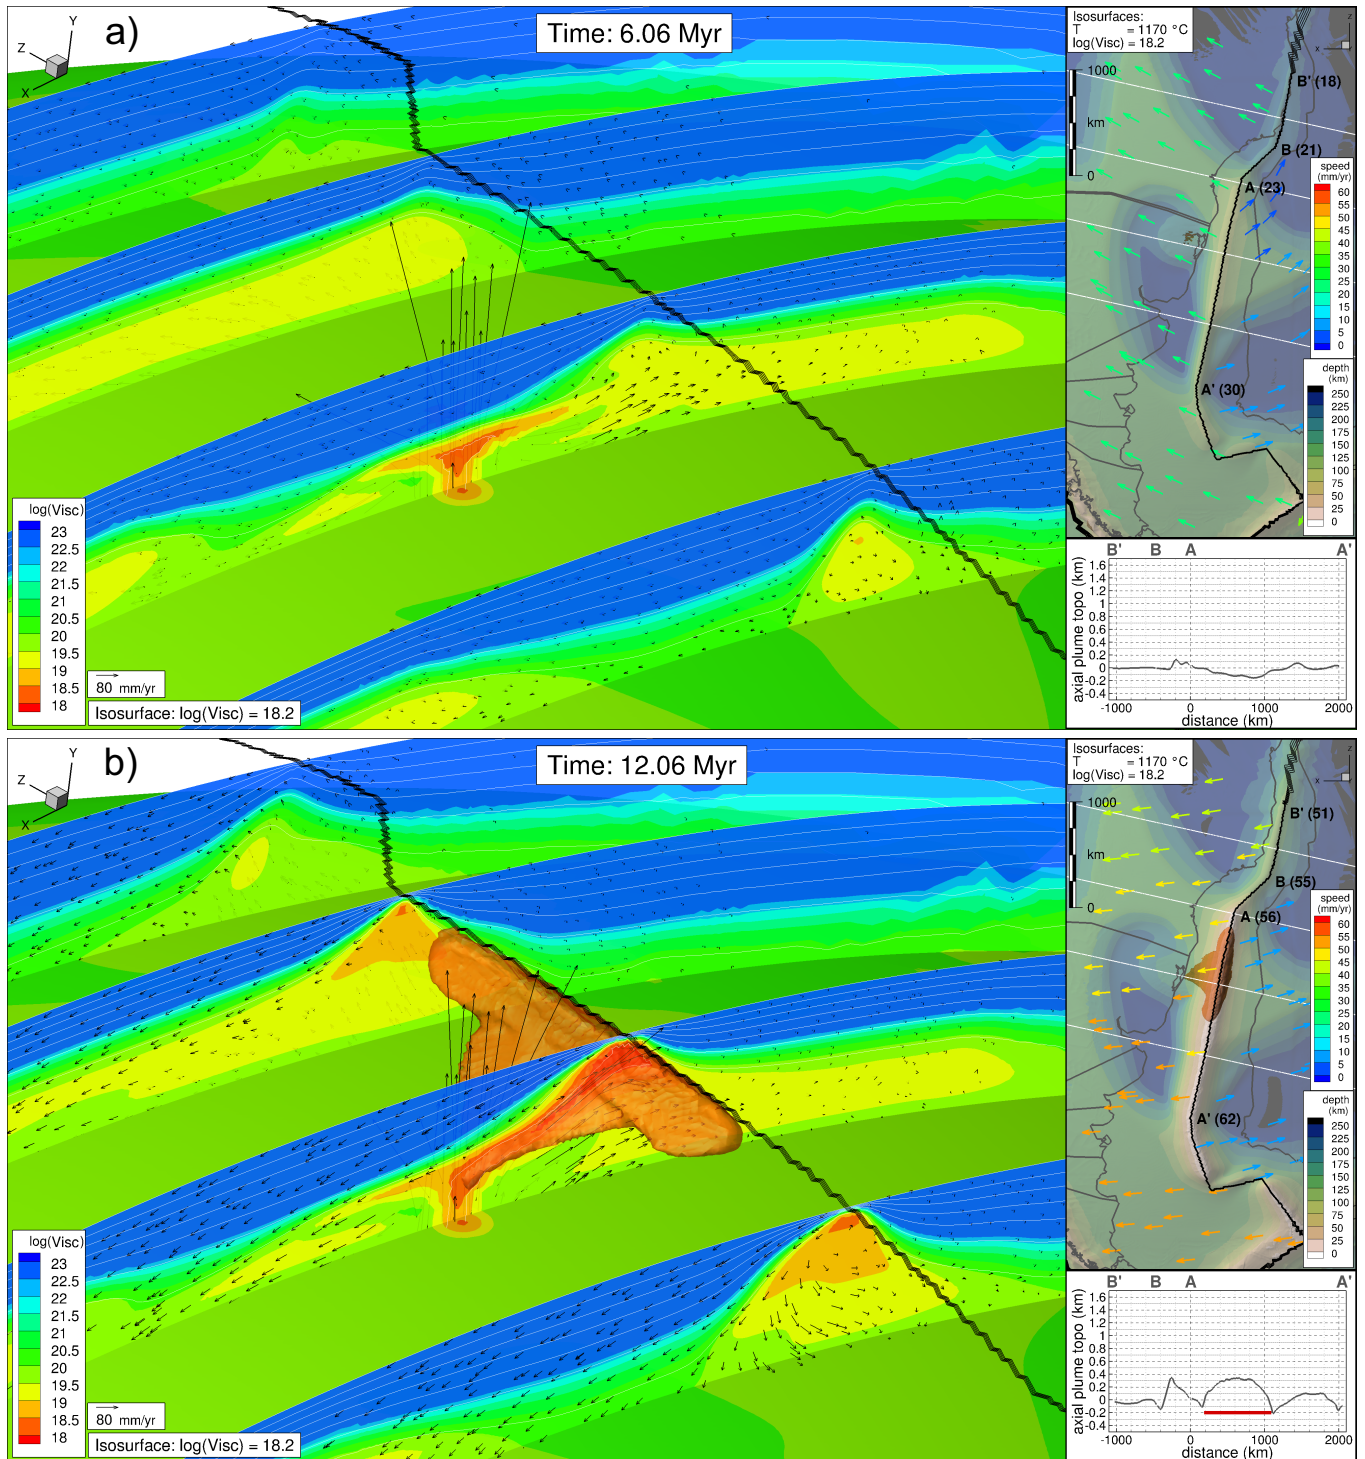 a)
Time: 6.06 Myr
Y
Z
X
log(Visc)
23
22.5
22
21.5
21
20.5
20
19.5
19
18.5
18
80 mm/yr
Isosurface: log(Visc) = 18.2
Isosurfaces:
T = 1170 °C
log(Visc) = 18.2
z
x
1000
km
0
B' (18)
B (21)
A (23)
A' (30)
speed
(mm/yr)
60
55
50
45
40
35
30
25
20
15
10
5
0
depth
(km)
250
225
200
175
150
125
100
75
50
25
0
B' B A A'
axial plume topo (km)
1.6
1.4
1.2
1
0.8
0.6
0.4
0.2
0
-0.2
-0.4
-1000 0 1000 2000
distance (km)
b)
Time: 12.06 Myr
Y
Z
X
log(Visc)
23
22.5
22
21.5
21
20.5
20
19.5
19
18.5
18
80 mm/yr
Isosurface: log(Visc) = 18.2
Isosurfaces:
T = 1170 °C
log(Visc) = 18.2
z
x
1000
km
0
B' (51)
B (55)
A (56)
A' (62)
speed
(mm/yr)
60
55
50
45
40
35
30
25
20
15
10
5
0
depth
(km)
250
225
200
175
150
125
100
75
50
25
0
B' B A A'
axial plume topo (km)
1.6
1.4
1.2
1
0.8
0.6
0.4
0.2
0
-0.2
-0.4
-1000 0 1000 2000
distance (km)